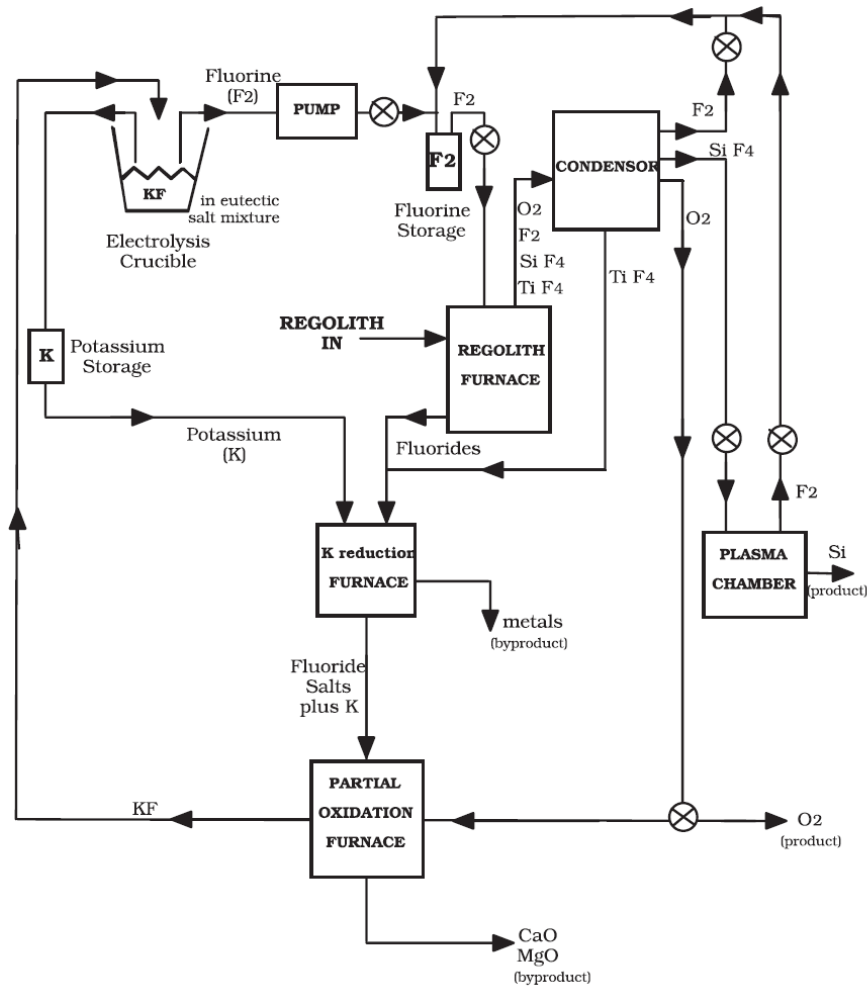 Fluorine
(F2)
PUMP
F2
F2
Fluorine
Storage
KF
in eutectic
salt mixture
Electrolysis
Crucible
CONDENSOR
F2
Si F4
O2
O2
F2
Si F4
Ti F4
Ti F4
REGOLITH
IN
REGOLITH
FURNACE
K
Potassium
Storage
Potassium
(K)
Fluorides
F2
PLASMA
CHAMBER
Si
(product)
K reduction
FURNACE
metals
(byproduct)
Fluoride
Salts
plus K
PARTIAL
OXIDATION
FURNACE
KF
O2
(product)
CaO
MgO
(byproduct)